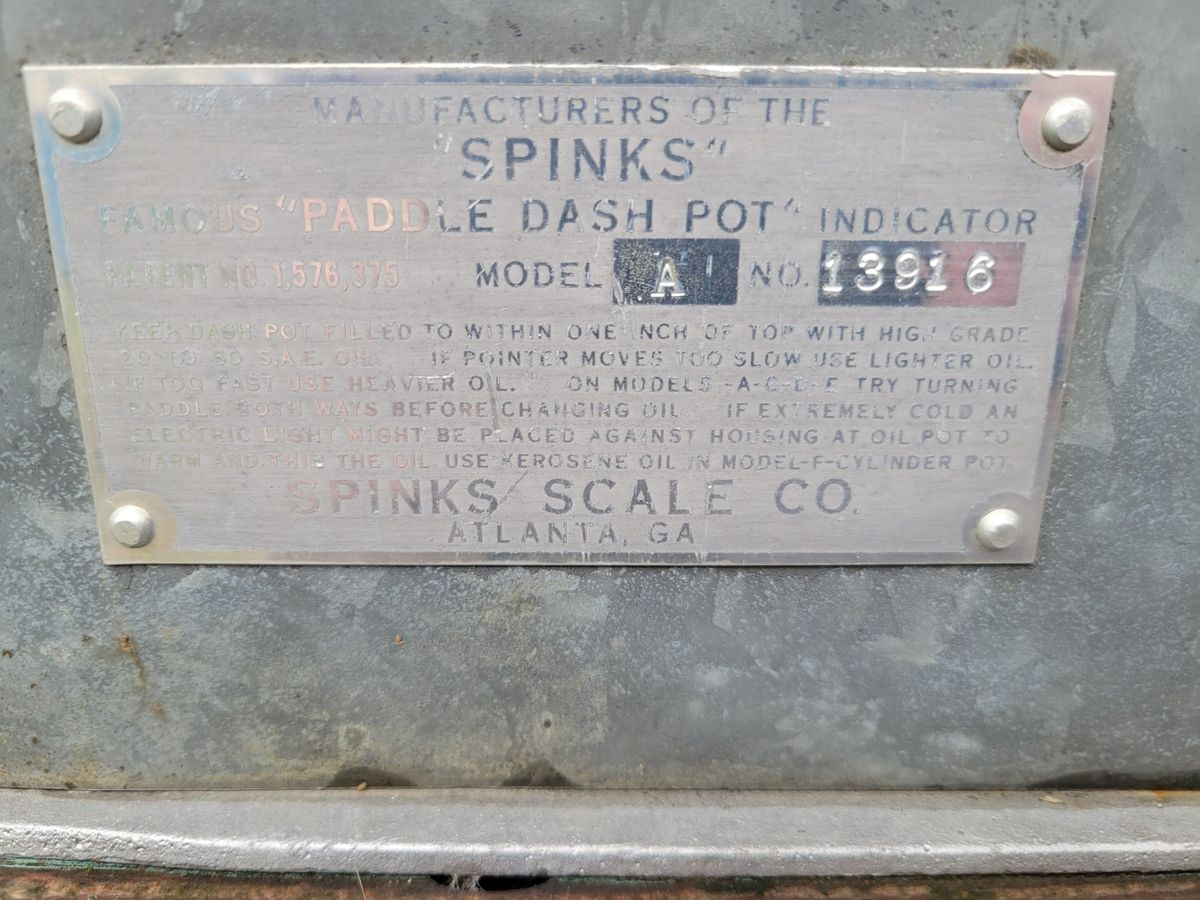 MANUFACTURERS OF THE
"SPINKS"
FAMOUS "PADDLE DASH POT" INDICATOR
PATENT NO. 1,576,375 MODEL A NO. 13916
KEEP DASH POT FILLED TO WITHIN ONE INCH OF TOP WITH HIGH GRADE
20 TO 30 S.A.E. OIL. IF POINTER MOVES TOO SLOW USE LIGHTER OIL.
IF TOO FAST USE HEAVIER OIL. ON MODELS -A-C-D-E TRY TURNING
PADDLE BOTH WAYS BEFORE CHANGING OIL. IF EXTREMELY COLD AN
ELECTRIC LIGHT MIGHT BE PLACED AGAINST HOUSING AT OIL POT TO
WARM AND THIN THE OIL. USE KEROSENE OIL IN MODEL-F-CYLINDER POT.
SPINKS SCALE CO.
ATLANTA, GA